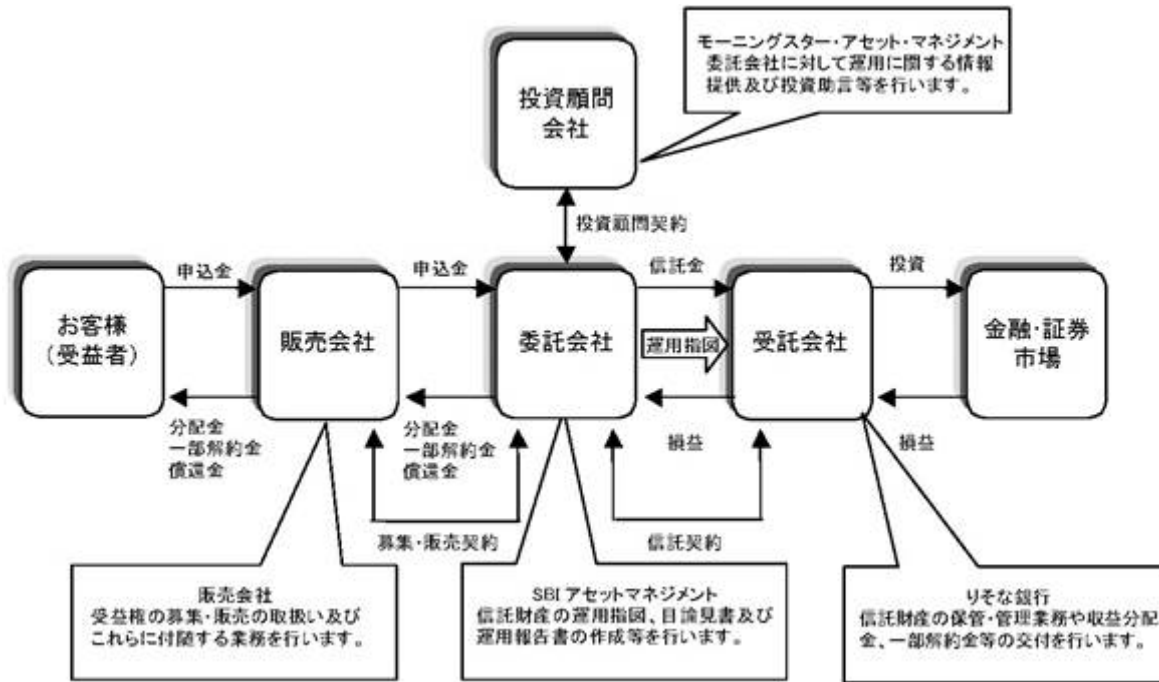 モーニングスター・アセット・マネジメント
委託会社に対して運用に関する情報
提供及び投資助言等を行います。
投資顧問
会社
投資顧問契約
申込金
申込金
信託金
投資
お客様
(受益者)
販売会社
委託会社
運用指図
受託会社
金融・証券
市場
分配金
一部解約金
償還金
分配金
一部解約金
償還金
損益
損益
募集・販売契約
信託契約
販売会社
受益権の募集・販売の取扱い及び
これらに付随する業務を行います。
SBIアセットマネジメント
信託財産の運用指図、目論見書及び
運用報告書の作成等を行います。
りそな銀行
信託財産の保管・管理業務や収益分配
金、一部解約金等の交付を行います。